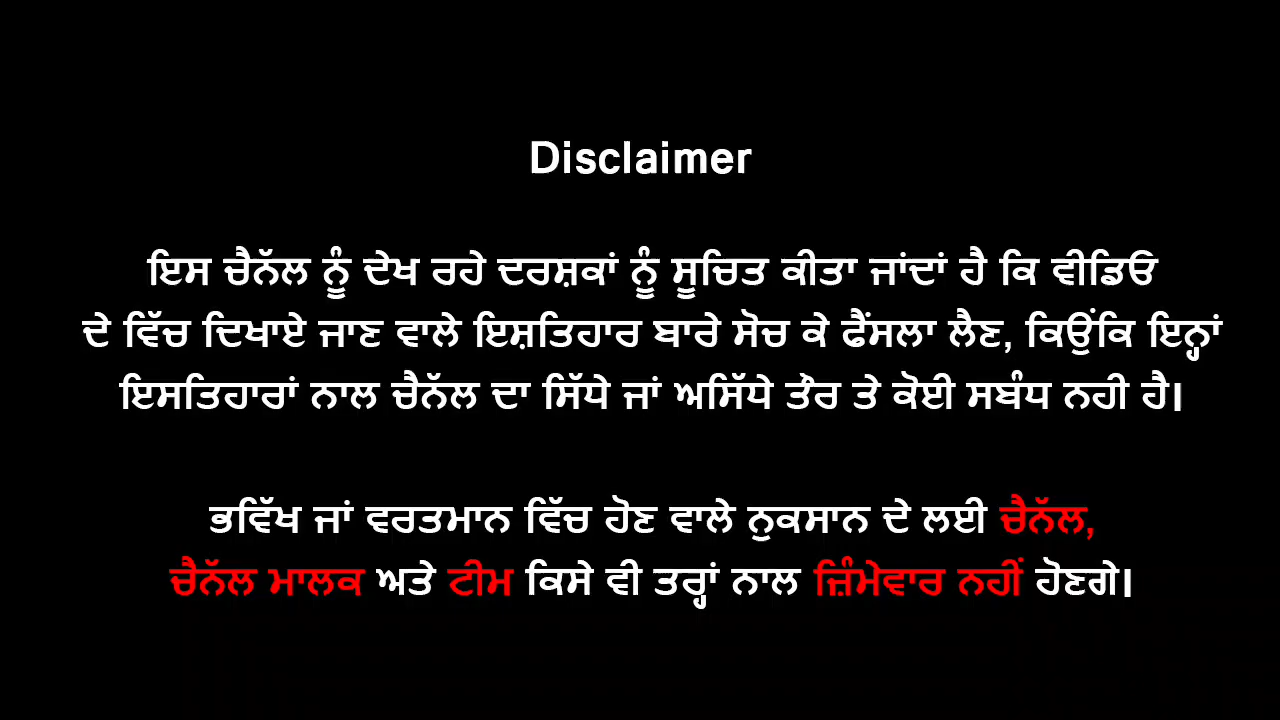 Disclaimer
ਇਸ ਚੈਨੱਲ ਨੂੰ ਦੇਖ ਰਹੇ ਦਰਸ਼ਕਾਂ ਨੂੰ ਸੂਚਿਤ ਕੀਤਾ ਜਾਂਦਾਂ ਹੈ ਕਿ ਵੀਡਿਓ
ਦੇ ਵਿੱਚ ਦਿਖਾਏ ਜਾਣ ਵਾਲੇ ਇਸ਼ਤਿਹਾਰ ਬਾਰੇ ਸੋਚ ਕੇ ਫੈਂਸਲਾ ਲੈਣ, ਕਿਉਂਕਿ ਇਨ੍ਹਾਂ
ਇਸਤਿਹਾਰਾਂ ਨਾਲ ਚੈਨੱਲ ਦਾ ਸਿੱਧੇ ਜਾਂ ਅਸਿੱਧੇ ਤੌਰ ਤੇ ਕੋਈ ਸਬੰਧ ਨਹੀ ਹੈ।
ਭਵਿੱਖ ਜਾਂ ਵਰਤਮਾਨ ਵਿੱਚ ਹੋਣ ਵਾਲੇ ਨੁਕਸਾਨ ਦੇ ਲਈ ਚੈਨੱਲ,
ਚੈਨੱਲ ਮਾਲਕ ਅਤੇ ਟੀਮ ਕਿਸੇ ਵੀ ਤਰ੍ਹਾਂ ਨਾਲ ਜ਼ਿੰਮੇਵਾਰ ਨਹੀਂ ਹੋਣਗੇ।